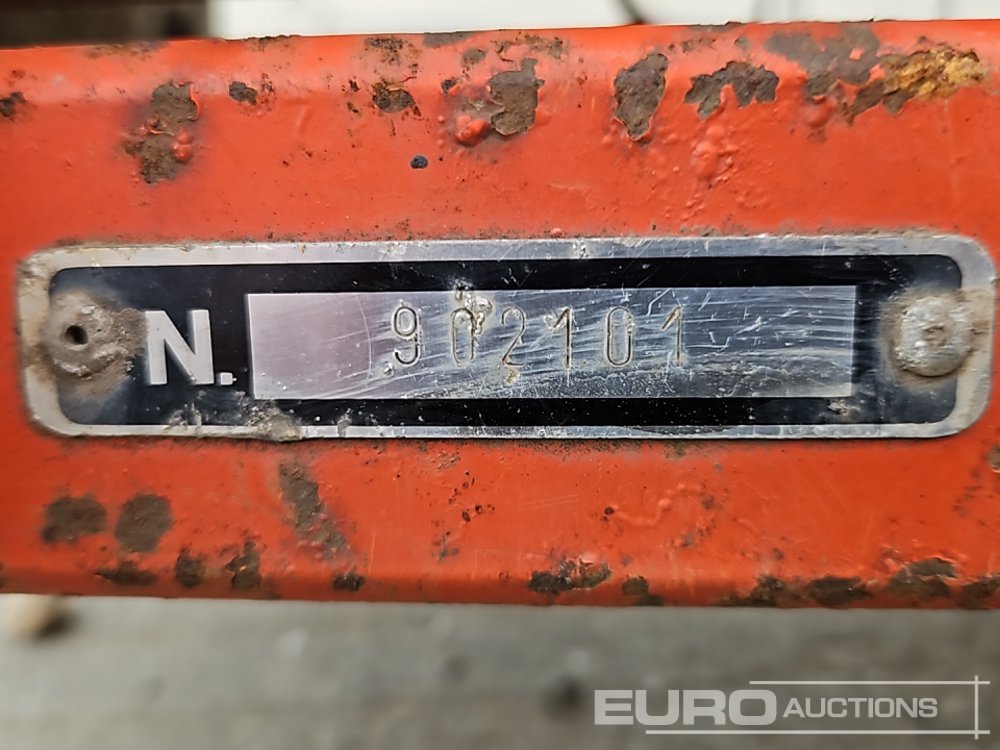 N. 902101
EURO AUCTIONS